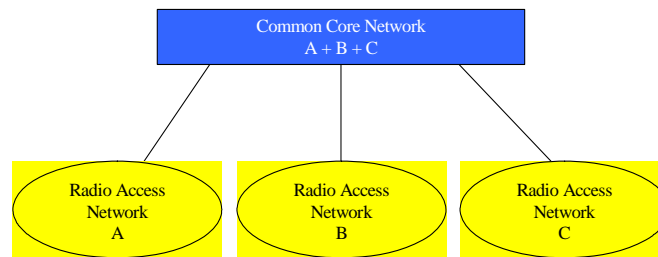 Common Core Network
A + B + C
Radio Access
Network
A
Radio Access
Network
B
Radio Access
Network
C